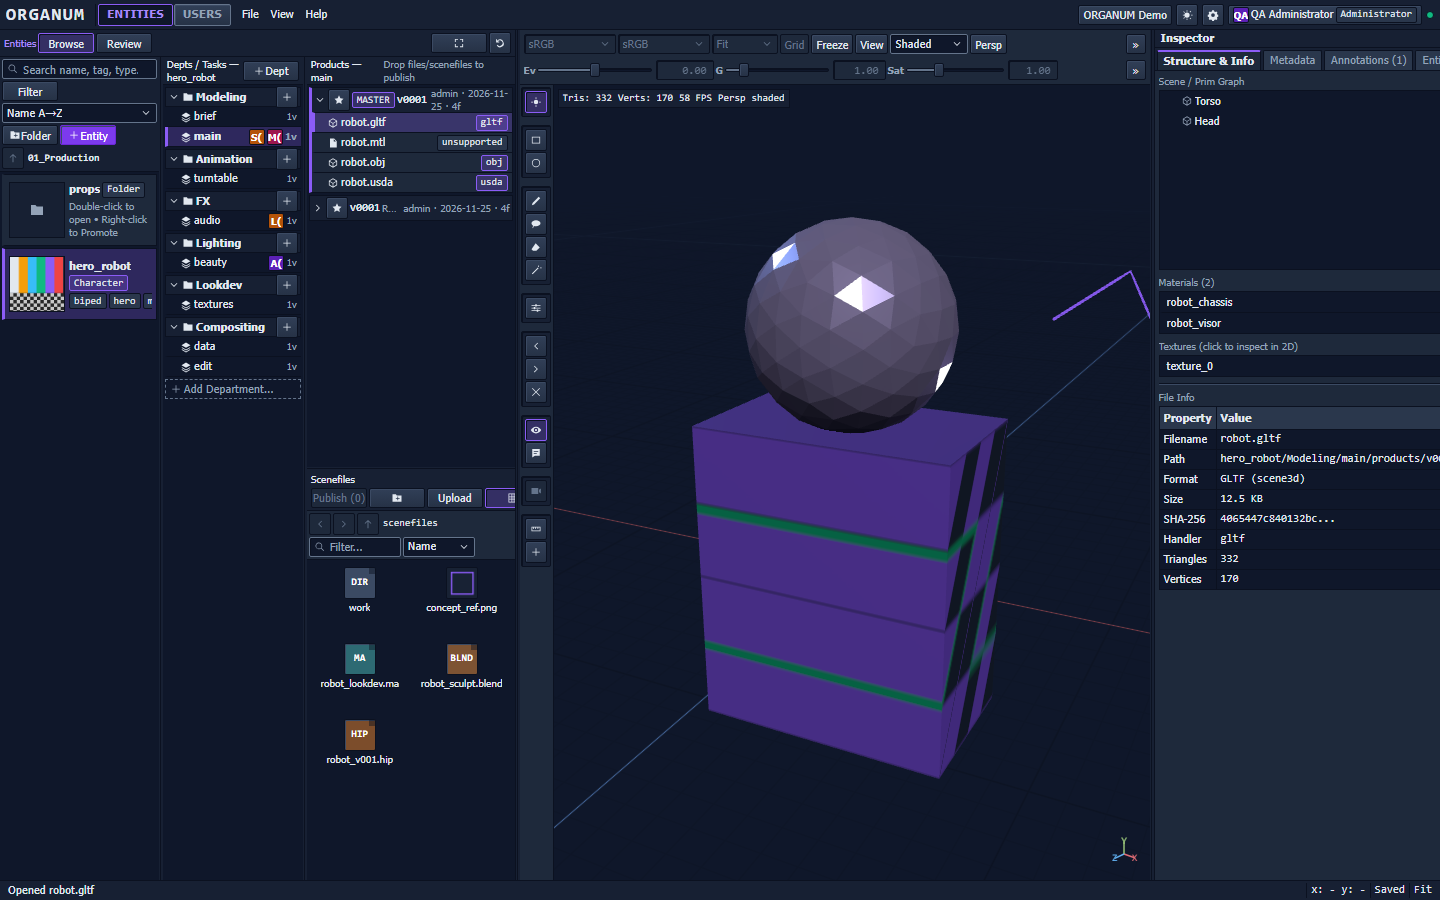 ORGANUM ENTITIES USERS File View Help ORGANUM Demo QA QA Administrator Administrator
Entities Browse Review
Search name, tag, type.
Filter
Name A→Z
Folder + Entity
01_Production
props Folder
Double-click to
open • Right-click
to Promote
hero_robot
Character
biped hero
Depts / Tasks —
hero_robot
+ Dept
Modeling
brief 1v
main S( M( 1v
Animation
turntable 1v
FX
audio L( 1v
Lighting
beauty A( 1v
Lookdev
textures 1v
Compositing
data 1v
edit 1v
+ Add Department...
Products —
main
Drop files/scenefiles to
publish
MASTER v0001 admin · 2026-11-
25 · 4f
robot.gltf gltf
robot.mtl unsupported
robot.obj obj
robot.usda usda
v0001 R... admin · 2026-11-25 · 4f
Scenefiles
Publish (0) Upload
scenefiles
Filter... Name
DIR
work
concept_ref.png
MA
robot_lookdev.ma
BLND
robot_sculpt.blend
HIP
robot_v001.hip
sRGB sRGB Fit Grid Freeze View Shaded Persp »
Ev 0.00 G 1.00 Sat 1.00 »
Tris: 332 Verts: 170 58 FPS Persp shaded
Y
Z X
Inspector
Structure & Info Metadata Annotations (1) Enti
Scene / Prim Graph
Torso
Head
Materials (2)
robot_chassis
robot_visor
Textures (click to inspect in 2D)
texture_0
File Info
Property Value
Filename robot.gltf
Path hero_robot/Modeling/main/products/v00
Format GLTF (scene3d)
Size 12.5 KB
SHA-256 4065447c840132bc...
Handler gltf
Triangles 332
Vertices 170
Opened robot.gltf
x: - y: - Saved Fit